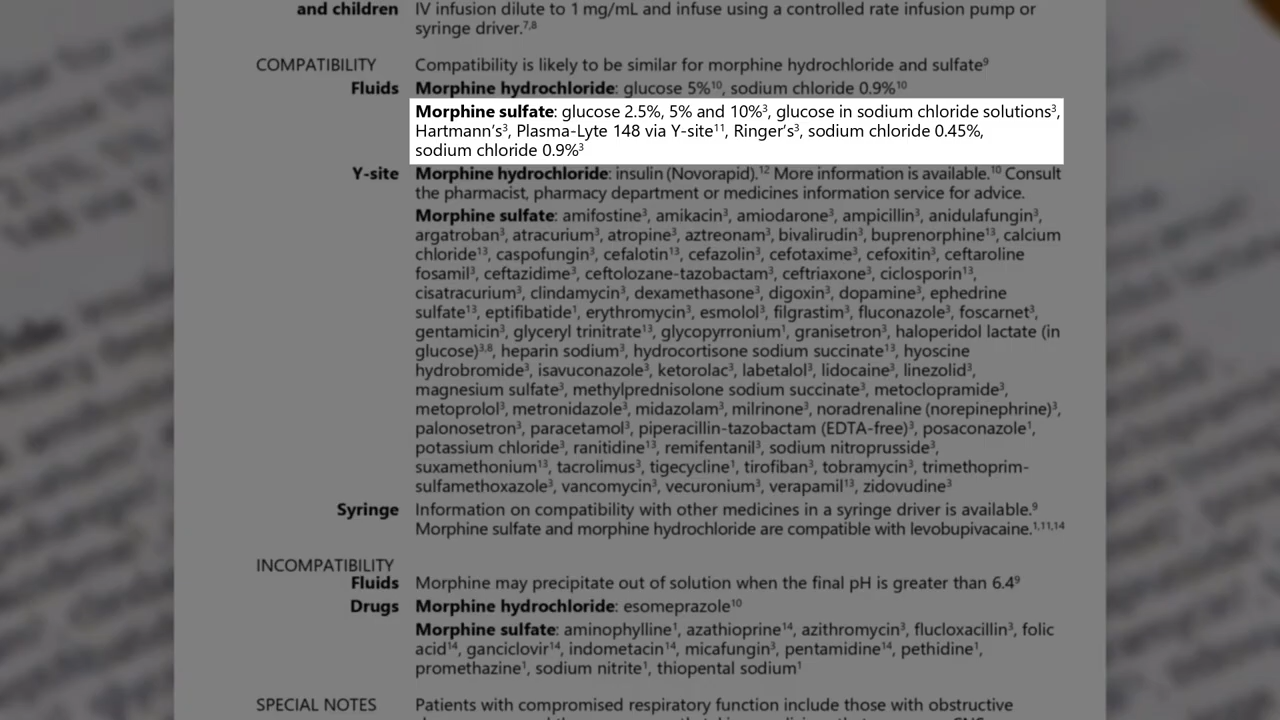 and children IV infusion dilute to 1 mg/mL and infuse using a controlled rate infusion pump or
syringe driver.⁷,⁸
COMPATIBILITY Compatibility is likely to be similar for morphine hydrochloride and sulfate⁹
Fluids Morphine hydrochloride: glucose 5%¹⁰, sodium chloride 0.9%¹⁰
Morphine sulfate: glucose 2.5%, 5% and 10%³, glucose in sodium chloride solutions³,
Hartmann's³, Plasma-Lyte 148 via Y-site¹¹, Ringer's³, sodium chloride 0.45%,
sodium chloride 0.9%³
Y-site Morphine hydrochloride: insulin (Novorapid).¹² More information is available.¹⁰ Consult
the pharmacist, pharmacy department or medicines information service for advice.
Morphine sulfate: amifostine³, amikacin³, amiodarone³, ampicillin³, anidulafungin³,
argatroban³, atracurium³, atropine³, aztreonam³, bivalirudin³, buprenorphine¹³, calcium
chloride¹³, caspofungin³, cefalotin¹³, cefazolin³, cefotaxime³, cefoxitin³, ceftaroline
fosamil³, ceftazidime³, ceftolozane-tazobactam³, ceftriaxone³, ciclosporin¹³,
cisatracurium³, clindamycin³, dexamethasone³, digoxin³, dopamine³, ephedrine
sulfate¹³, eptifibatide¹, erythromycin³, esmolol³, filgrastim³, fluconazole³, foscarnet³,
gentamicin³, glyceryl trinitrate¹³, glycopyrronium¹, granisetron³, haloperidol lactate (in
glucose)³,⁸, heparin sodium³, hydrocortisone sodium succinate¹³, hyoscine
hydrobromide³, isavuconazole³, ketorolac³, labetalol³, lidocaine³, linezolid³,
magnesium sulfate³, methylprednisolone sodium succinate³, metoclopramide³,
metoprolol³, metronidazole³, midazolam³, milrinone³, noradrenaline (norepinephrine)³,
palonosetron³, paracetamol³, piperacillin-tazobactam (EDTA-free)³, posaconazole¹,
potassium chloride³, ranitidine¹³, remifentanil³, sodium nitroprusside³,
suxamethonium¹³, tacrolimus³, tigecycline¹, tirofiban³, tobramycin³, trimethoprim-
sulfamethoxazole³, vancomycin³, vecuronium³, verapamil¹³, zidovudine³
Syringe Information on compatibility with other medicines in a syringe driver is available.⁹
Morphine sulfate and morphine hydrochloride are compatible with levobupivacaine.¹,¹¹,¹⁴
INCOMPATIBILITY
Fluids Morphine may precipitate out of solution when the final pH is greater than 6.4⁹
Drugs Morphine hydrochloride: esomeprazole¹⁰
Morphine sulfate: aminophylline¹, azathioprine¹⁴, azithromycin³, flucloxacillin³, folic
acid¹⁴, ganciclovir¹⁴, indometacin¹⁴, micafungin³, pentamidine¹⁴, pethidine¹,
promethazine¹, sodium nitrite¹, thiopental sodium¹
SPECIAL NOTES Patients with compromised respiratory function include those with obstructive